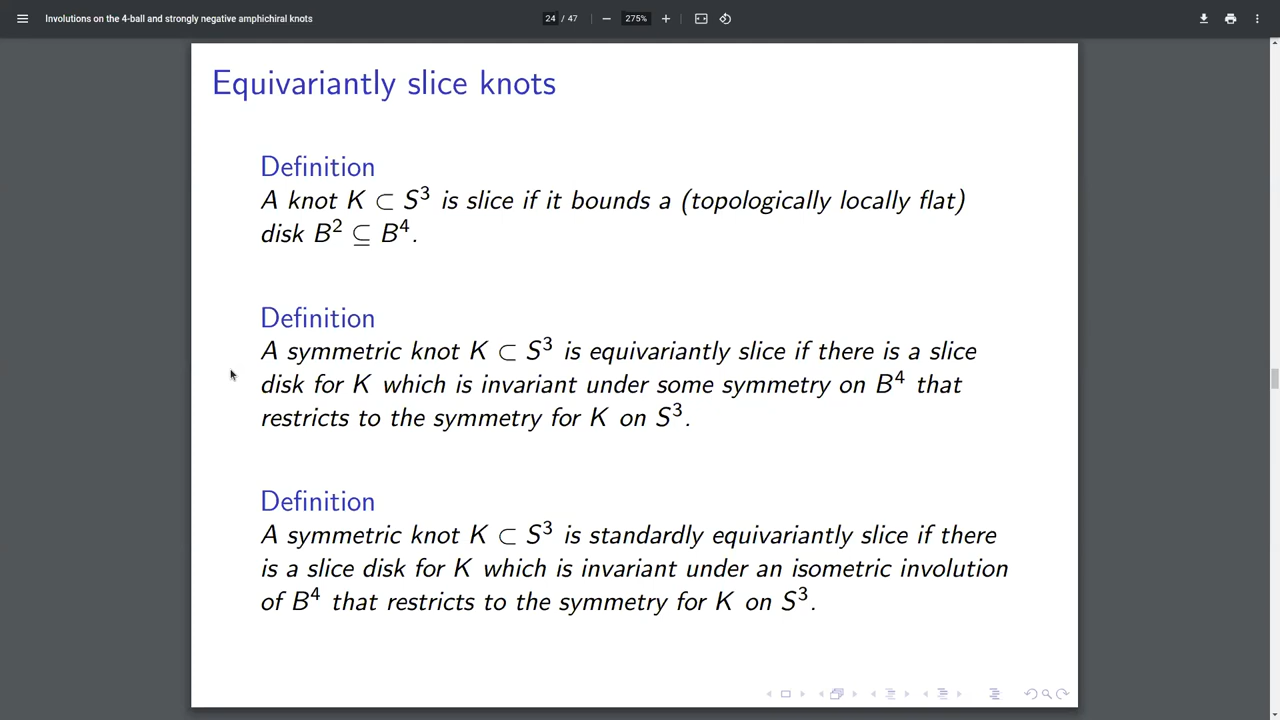 Involutions on the 4-ball and strongly negative amphichiral knots
24 / 47
275%
Equivariantly slice knots
Definition
A knot K ⊂ S³ is slice if it bounds a (topologically locally flat)
disk B² ⊆ B⁴.
Definition
A symmetric knot K ⊂ S³ is equivariantly slice if there is a slice
disk for K which is invariant under some symmetry on B⁴ that
restricts to the symmetry for K on S³.
Definition
A symmetric knot K ⊂ S³ is standardly equivariantly slice if there
is a slice disk for K which is invariant under an isometric involution
of B⁴ that restricts to the symmetry for K on S³.